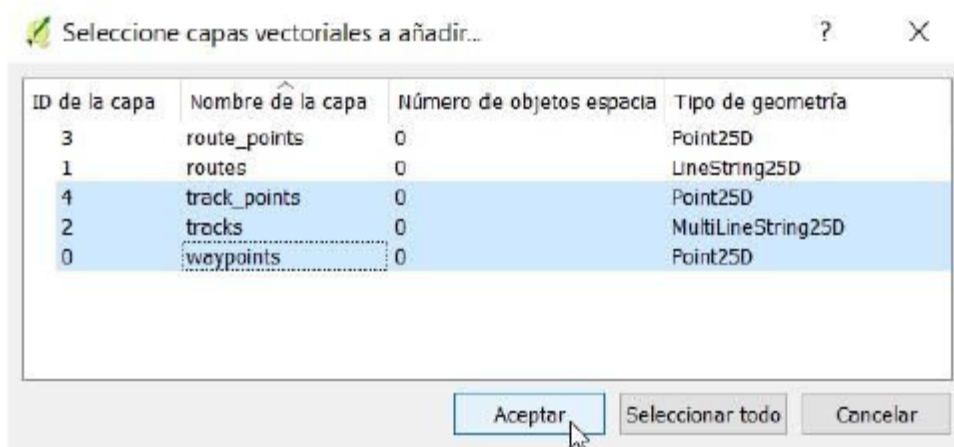 Seleccione capas vectoriales a añadir...
?
ID de la capa Nombre de la capa Número de objetos espacia Tipo de geometría
3 route_points 0 Point25D
1 routes 0 LineString25D
4 track_points 0 Point25D
2 tracks 0 MultiLineString25D
0 waypoints 0 Point25D
Aceptar Seleccionar todo Cancelar